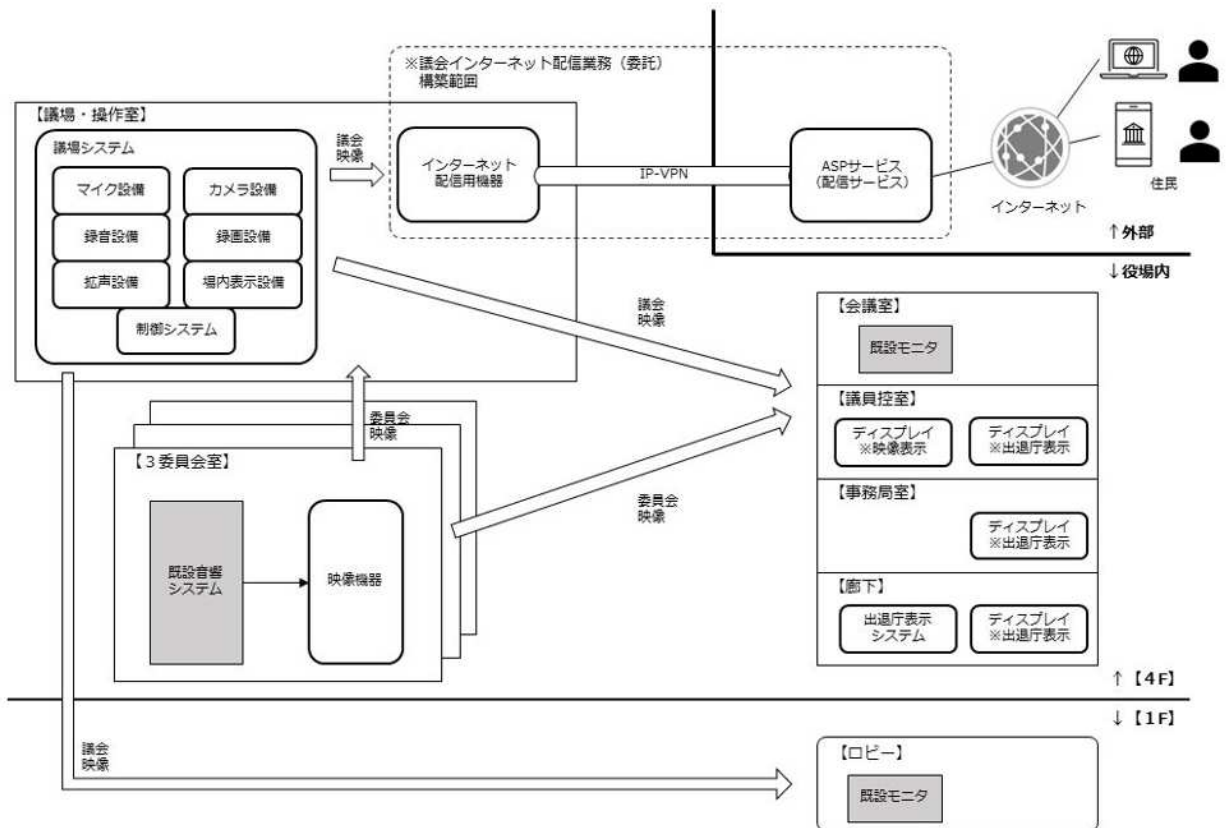 ※議会インターネット配信業務（委託）
構築範囲
【議場・操作室】
議場システム
マイク設備
カメラ設備
録音設備
録画設備
拡声設備
場内表示設備
制御システム
議会
映像
インターネット
配信用機器
IP-VPN
ASPサービス
（配信サービス）
インターネット
住民
↑外部
↓役場内
議会
映像
【会議室】
既設モニタ
【議員控室】
ディスプレイ
※映像表示
ディスプレイ
※出退庁表示
【事務局室】
ディスプレイ
※出退庁表示
【廊下】
出退庁表示
システム
ディスプレイ
※出退庁表示
委員会
映像
【３委員会室】
既設音響
システム
映像機器
委員会
映像
↑【4F】
↓【1F】
議会
映像
【ロビー】
既設モニタ